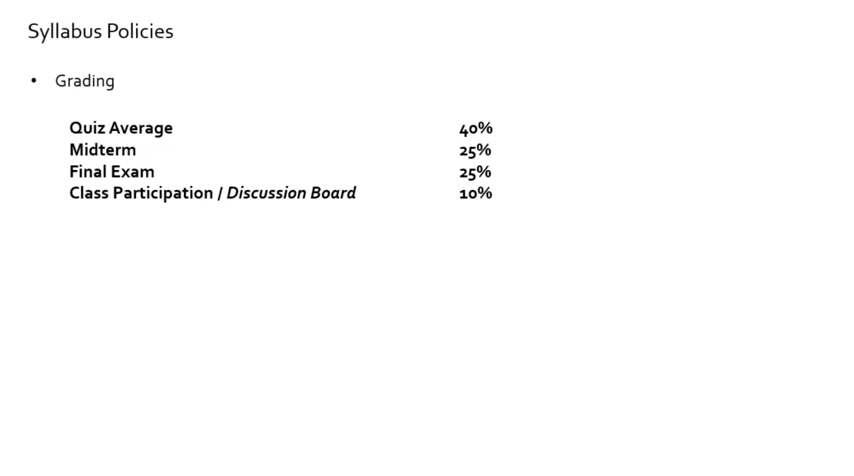 Syllabus Policies
• Grading
Quiz Average 40%
Midterm 25%
Final Exam 25%
Class Participation / Discussion Board 10%